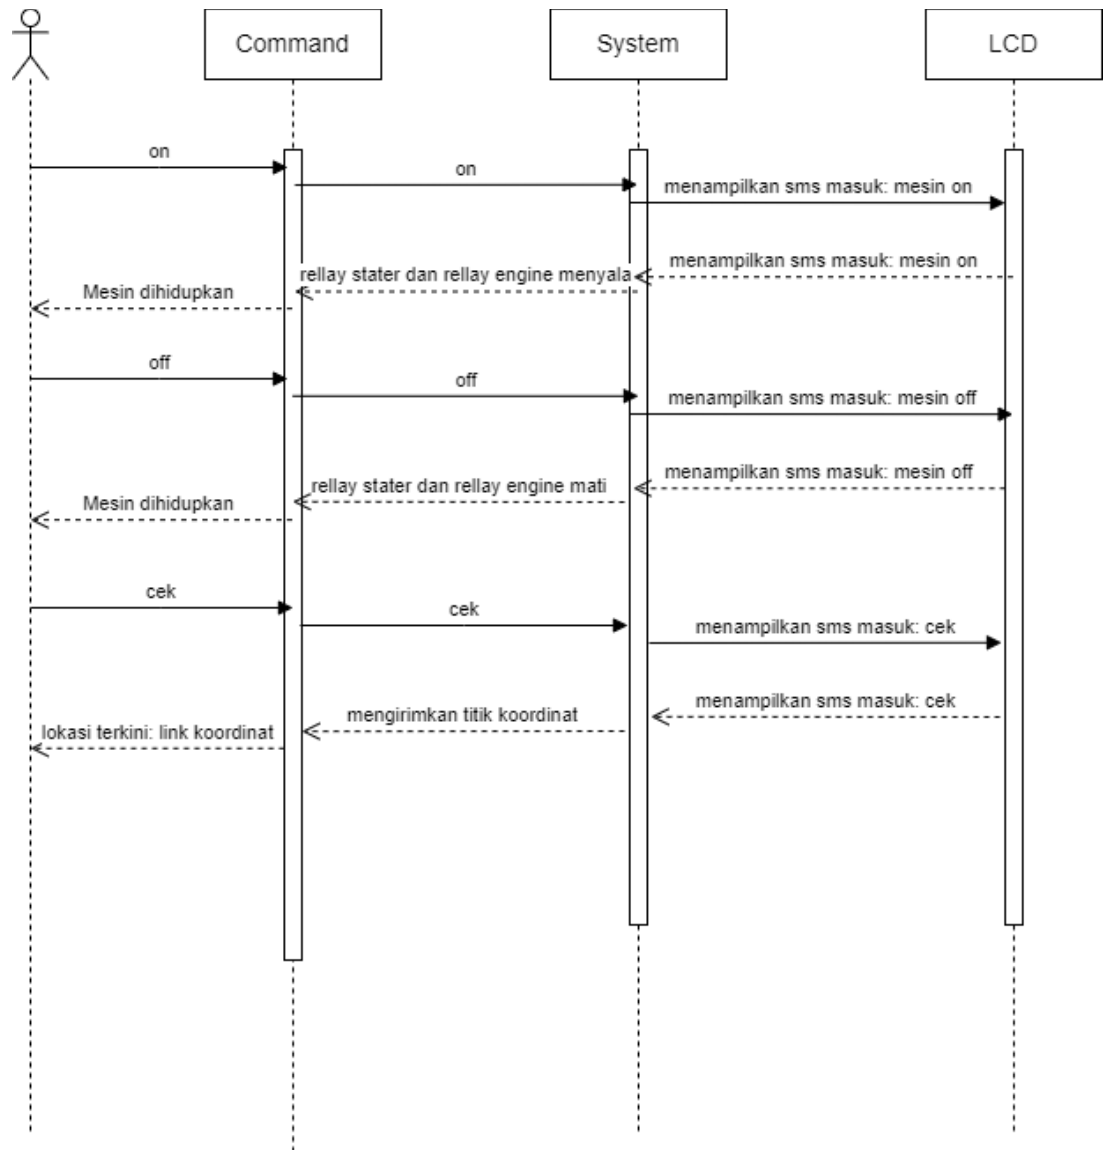 Command
System
LCD
on
on
menampilkan sms masuk: mesin on
menampilkan sms masuk: mesin on
rellay stater dan rellay engine menyala
Mesin dihidupkan
off
off
menampilkan sms masuk: mesin off
menampilkan sms masuk: mesin off
rellay stater dan rellay engine mati
Mesin dihidupkan
cek
cek
menampilkan sms masuk: cek
menampilkan sms masuk: cek
mengirimkan titik koordinat
lokasi terkini: link koordinat